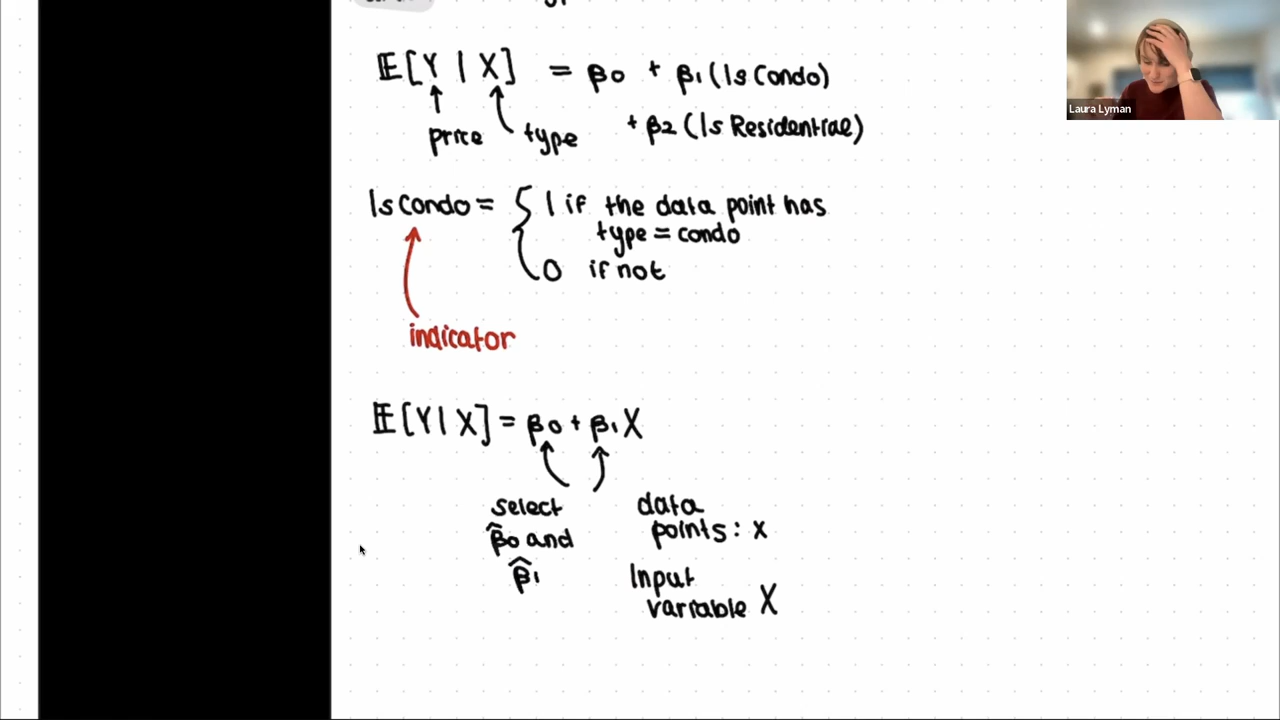 𝔼[Y | X] = β0 + β1 (Is Condo)
+ β2 (Is Residential)
price type
Is Condo = { 1 if the data point has
type = condo
0 if not
indicator
𝔼[Y | X] = β0 + β1 X
select
β̂0 and
β̂1
data
points: x
Input
variable X
Laura Lyman